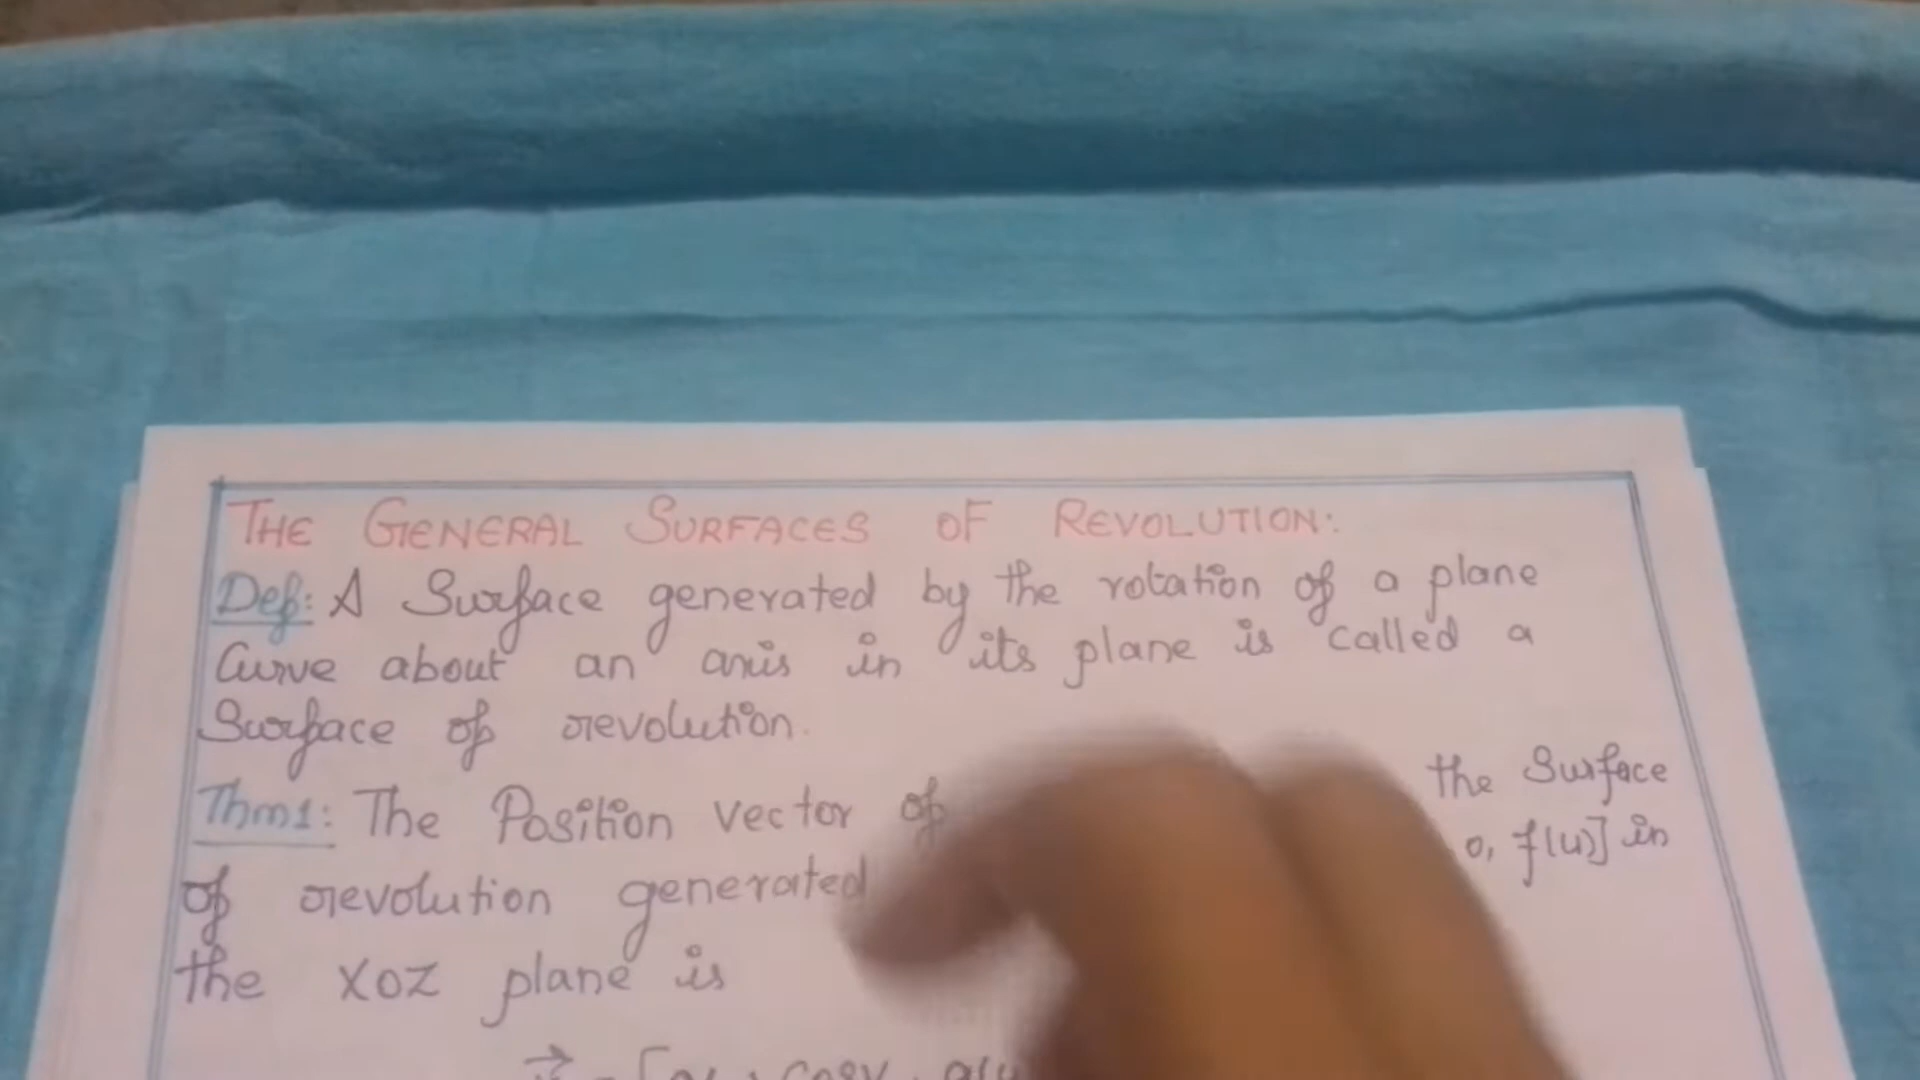 THE GENERAL SURFACES OF REVOLUTION:
Def: A Surface generated by the rotation of a plane
Curve about an axis in its plane is called a
Surface of revolution.
Thm1: The Position vector of the Surface
of revolution generated 0, f(u)] in
the XOZ plane is